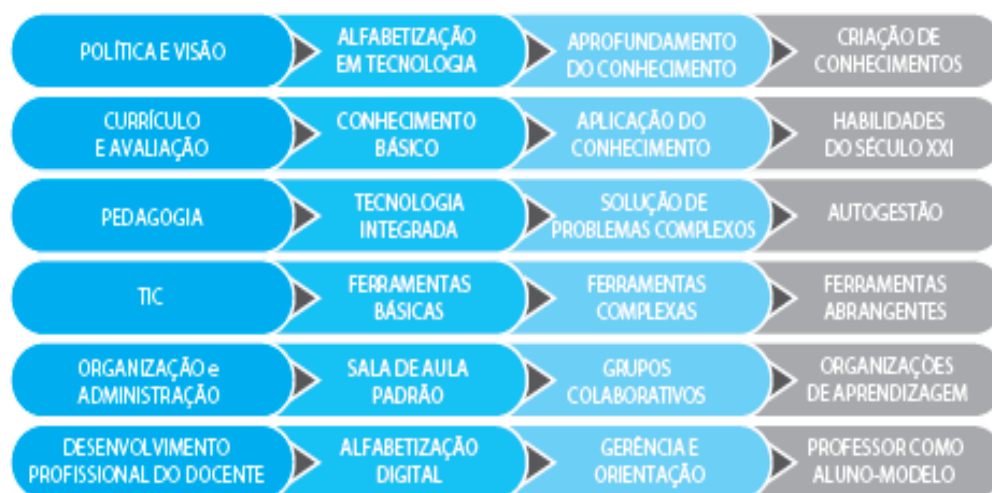 POLÍTICA E VISÃO
ALFABETIZAÇÃO
EM TECNOLOGIA
APROFUNDAMENTO
DO CONHECIMENTO
CRIAÇÃO DE
CONHECIMENTOS
CURRÍCULO
E AVALIAÇÃO
CONHECIMENTO
BÁSICO
APLICAÇÃO DO
CONHECIMENTO
HABILIDADES
DO SÉCULO XXI
PEDAGOGIA
TECNOLOGIA
INTEGRADA
SOLUÇÃO DE
PROBLEMAS COMPLEXOS
AUTOGESTÃO
TIC
FERRAMENTAS
BÁSICAS
FERRAMENTAS
COMPLEXAS
FERRAMENTAS
ABRANGENTES
ORGANIZAÇÃO e
ADMINISTRAÇÃO
SALA DE AULA
PADRÃO
GRUPOS
COLABORATIVOS
ORGANIZAÇÕES
DE APRENDIZAGEM
DESENVOLVIMENTO
PROFISSIONAL DO DOCENTE
ALFABETIZAÇÃO
DIGITAL
GERÊNCIA E
ORIENTAÇÃO
PROFESSOR COMO
ALUNO-MODELO